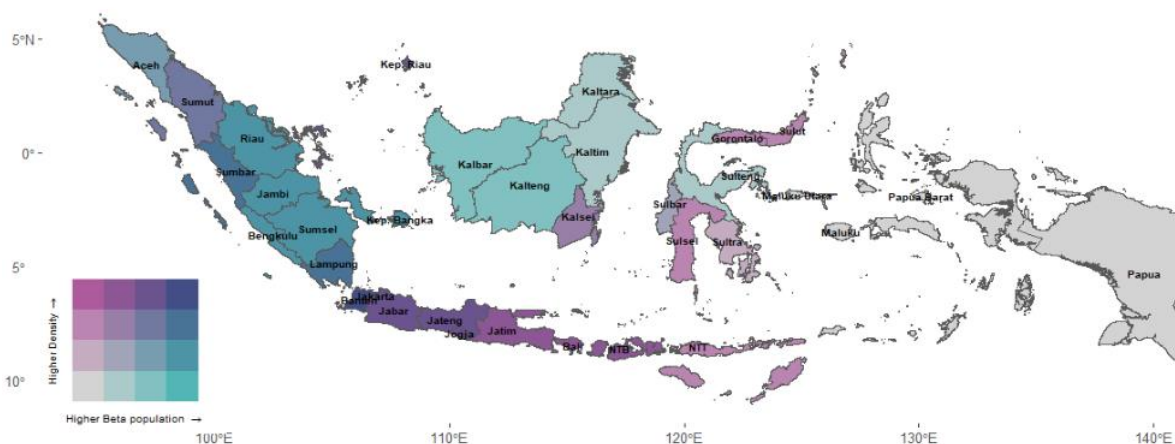 5°N
0°
5°
10°
100°E
110°E
120°E
130°E
140°E
Aceh
Sumut
Riau
Sumbar
Jambi
Bengkulu
Sumsel
Lampung
Kep. Riau
Kep. Bangka
Kaltara
Kalbar
Kaltim
Kalteng
Kalsel
Gorontalo
Sulut
Sulteng
Sulbar
Sulsel
Sultra
Maluku Utara
Maluku
Papua Barat
Papua
Jakarta
Banten
Jabar
Jateng
Jogja
Jatim
Bali
NTB
NTT
Higher Density →
Higher Beta population →